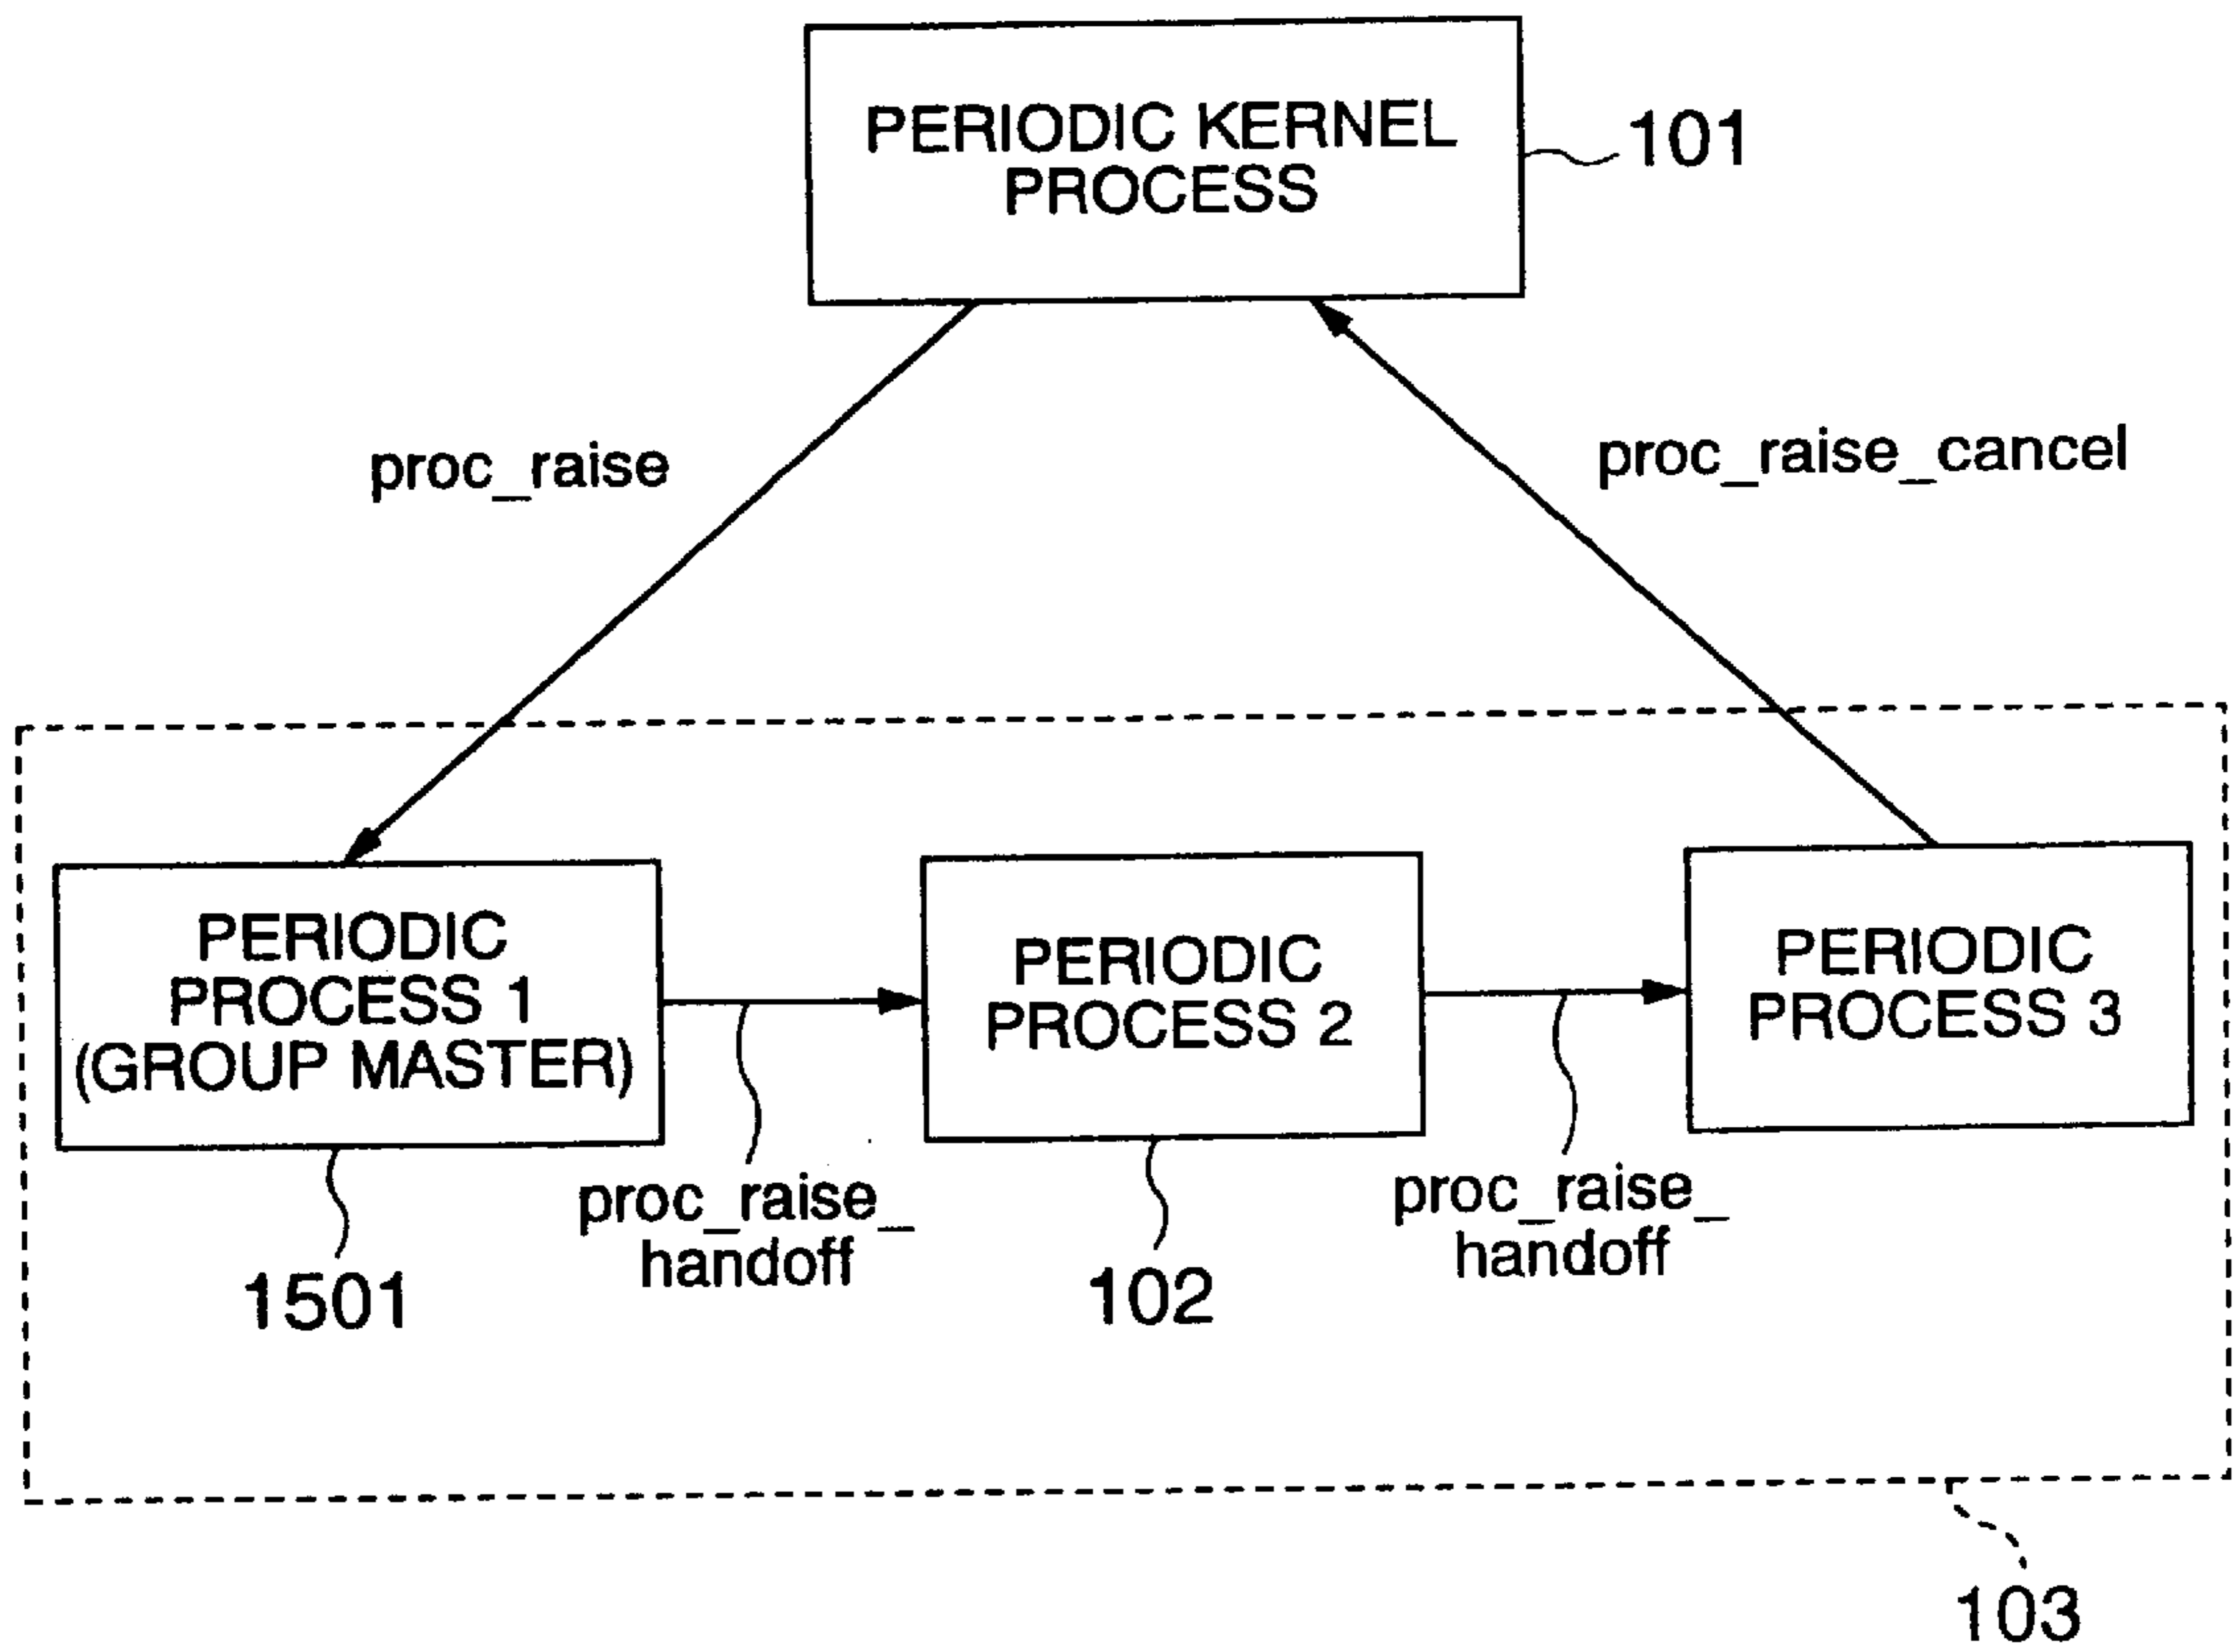 PERIODIC KERNEL
PROCESS
101
proc_raise
proc_raise_cancel
PERIODIC
PROCESS 1
(GROUP MASTER)
PERIODIC
PROCESS 2
PERIODIC
PROCESS 3
proc_raise_
handoff
proc_raise_
handoff
1501
102
103